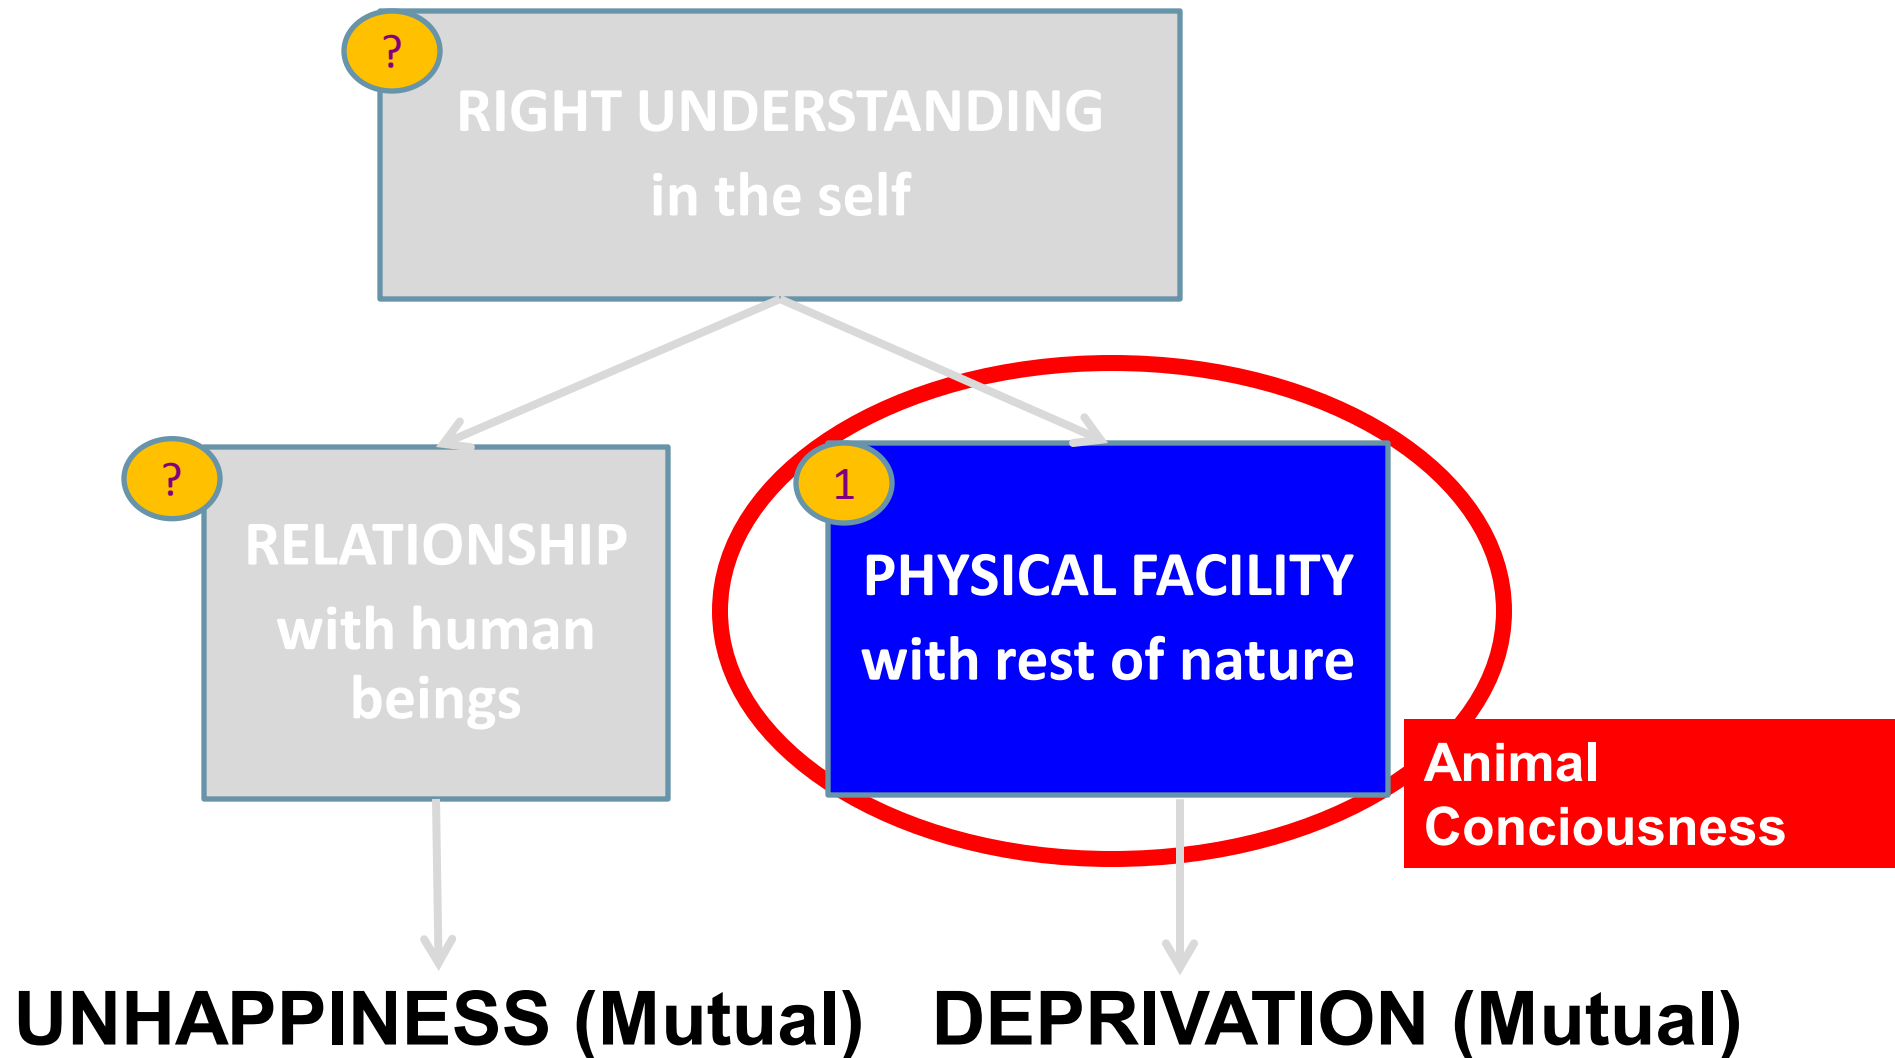 ?
RIGHT UNDERSTANDING
in the self
?
RELATIONSHIP
with human
beings
1
PHYSICAL FACILITY
with rest of nature
Animal
Conciousness
UNHAPPINESS (Mutual)
DEPRIVATION (Mutual)